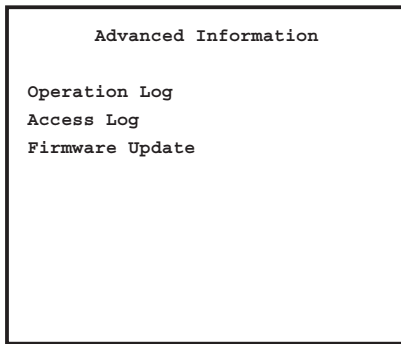 Advanced Information
Operation Log
Access Log
Firmware Update